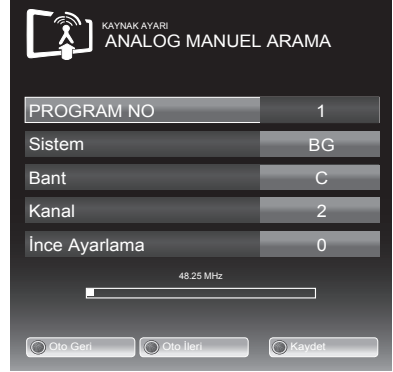 KAYNAK AYARI
ANALOG MANUEL ARAMA
PROGRAM NO 1
Sistem BG
Bant C
Kanal 2
İnce Ayarlama 0
48.25 MHz
Oto Geri Oto İleri Kaydet